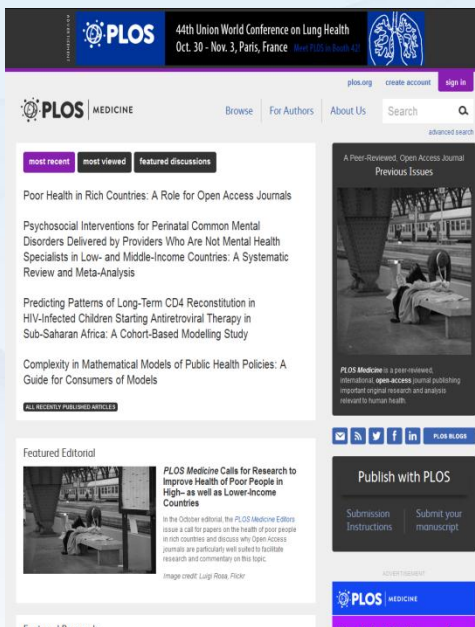 ADVERTISEMENT
PLOS
44th Union World Conference on Lung Health
Oct. 30 - Nov. 3, Paris, France Meet PLOS in Booth 42!
plos.org create account sign in
PLOS MEDICINE
Browse For Authors About Us Search
advanced search
most recent most viewed featured discussions
Poor Health in Rich Countries: A Role for Open Access Journals
Psychosocial Interventions for Perinatal Common Mental
Disorders Delivered by Providers Who Are Not Mental Health
Specialists in Low- and Middle-Income Countries: A Systematic
Review and Meta-Analysis
Predicting Patterns of Long-Term CD4 Reconstitution in
HIV-Infected Children Starting Antiretroviral Therapy in
Sub-Saharan Africa: A Cohort-Based Modelling Study
Complexity in Mathematical Models of Public Health Policies: A
Guide for Consumers of Models
ALL RECENTLY PUBLISHED ARTICLES
A Peer-Reviewed, Open Access Journal
Previous Issues
PLOS Medicine is a peer-reviewed,
international, open-access journal publishing
important original research and analysis
relevant to human health.
PLOS BLOGS
Featured Editorial
PLOS Medicine Calls for Research to
Improve Health of Poor People in
High– as well as Lower-Income
Countries
In the October editorial, the PLOS Medicine Editors
issue a call for papers on the health of poor people
in rich countries and discuss why Open Access
journals are particularly well suited to facilitate
research and commentary on this topic.
Image credit: Luigi Rosa, Flickr
Publish with PLOS
Submission Submit your
Instructions manuscript
ADVERTISEMENT
PLOS MEDICINE